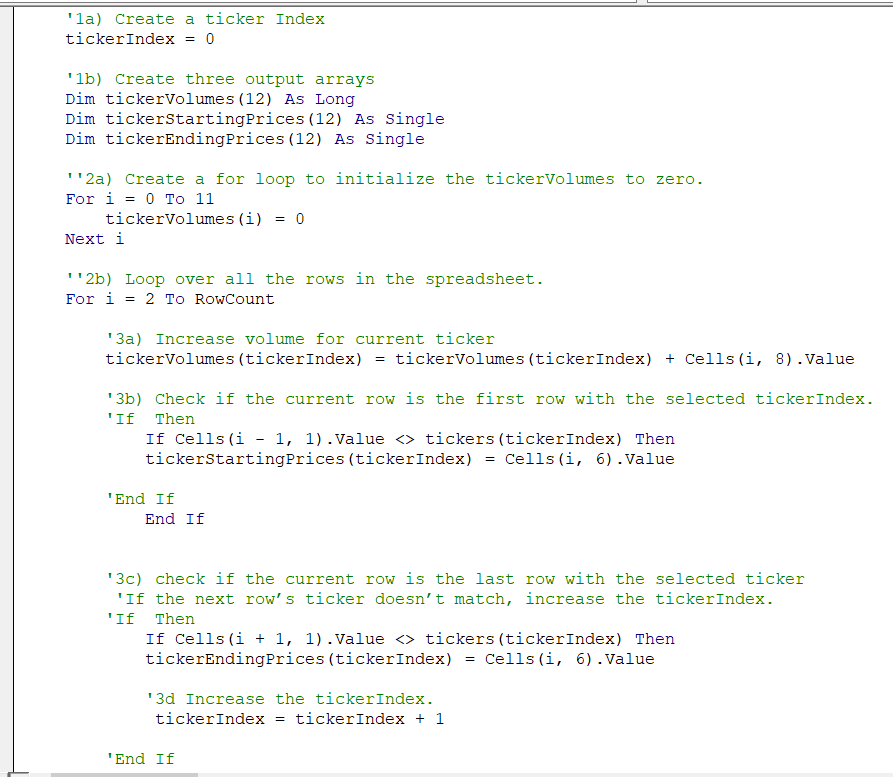 '1a) Create a ticker Index
tickerIndex = 0
'1b) Create three output arrays
Dim tickerVolumes(12) As Long
Dim tickerStartingPrices(12) As Single
Dim tickerEndingPrices(12) As Single
''2a) Create a for loop to initialize the tickerVolumes to zero.
For i = 0 To 11
tickerVolumes(i) = 0
Next i
''2b) Loop over all the rows in the spreadsheet.
For i = 2 To RowCount
'3a) Increase volume for current ticker
tickerVolumes(tickerIndex) = tickerVolumes(tickerIndex) + Cells(i, 8).Value
'3b) Check if the current row is the first row with the selected tickerIndex.
'If  Then
If Cells(i - 1, 1).Value <> tickers(tickerIndex) Then
tickerStartingPrices(tickerIndex) = Cells(i, 6).Value
'End If
End If
'3c) check if the current row is the last row with the selected ticker
'If the next row’s ticker doesn’t match, increase the tickerIndex.
'If  Then
If Cells(i + 1, 1).Value <> tickers(tickerIndex) Then
tickerEndingPrices(tickerIndex) = Cells(i, 6).Value
'3d Increase the tickerIndex.
tickerIndex = tickerIndex + 1
'End If